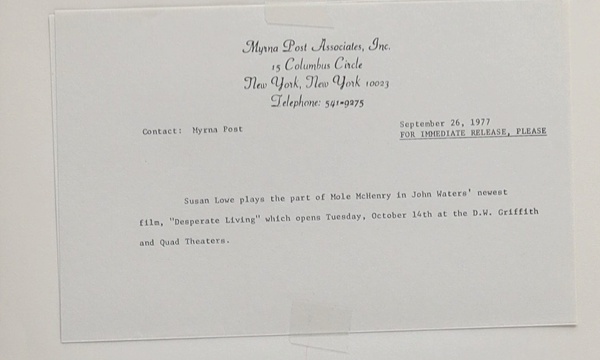 Myrna Post Associates, Inc.
15 Columbus Circle
New York, New York 10023
Telephone: 541-9275
Contact: Myrna Post
September 26, 1977
FOR IMMEDIATE RELEASE, PLEASE
Susan Lowe plays the part of Mole McHenry in John Waters' newest
film, "Desperate Living" which opens Tuesday, October 14th at the D.W. Griffith
and Quad Theaters.